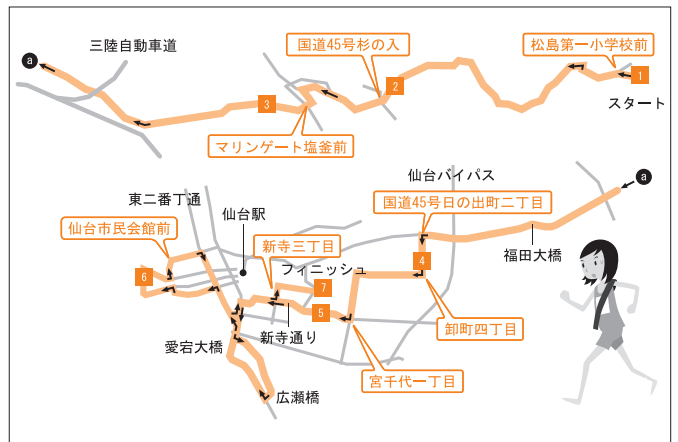 三陸自動車道
国道45号杉の入
松島第一小学校前
a
1
2
3
スタート
マリンゲート塩釜前
仙台バイパス
a
東二番丁通
仙台駅
国道45号日の出町二丁目
仙台市民会館前
新寺三丁目
フィニッシュ
福田大橋
4
6
7
5
卸町四丁目
新寺通り
愛宕大橋
宮千代一丁目
広瀬橋